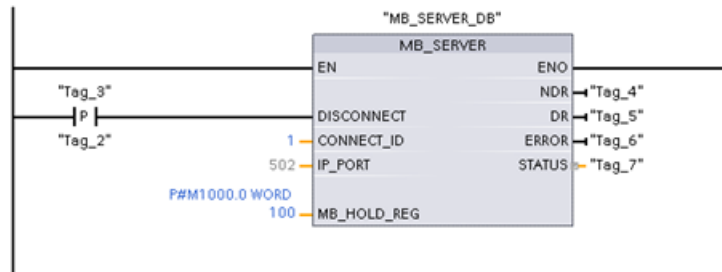 "MB_SERVER_DB"
MB_SERVER
EN ENO
"Tag_3" NDR "Tag_4"
P DISCONNECT DR "Tag_5"
"Tag_2" 1 CONNECT_ID ERROR "Tag_6"
502 IP_PORT STATUS "Tag_7"
P#M1000.0 WORD
100 MB_HOLD_REG